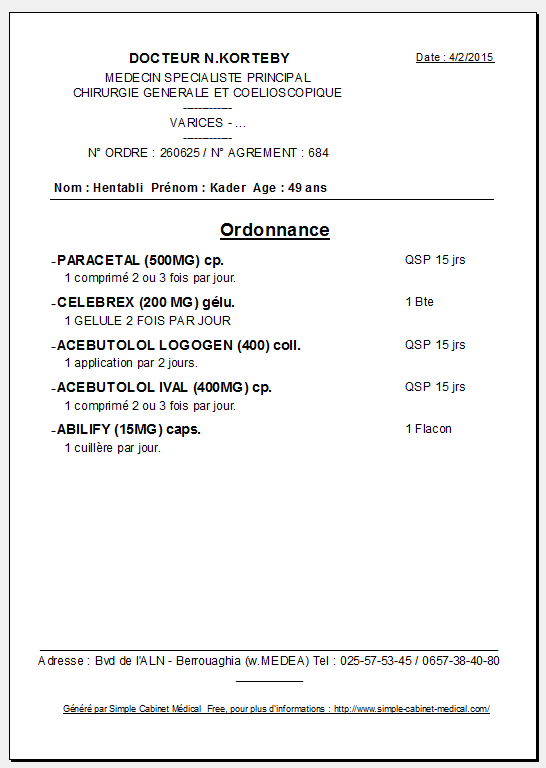 DOCTEUR N.KORTEBY
Date : 4/2/2015
MEDECIN SPECIALISTE PRINCIPAL
CHIRURGIE GENERALE ET COELIOSCOPIQUE
-------------
VARICES - ...
-------------
N° ORDRE : 260625 / N° AGREMENT : 684
Nom : Hentabli Prénom : Kader Age : 49 ans
Ordonnance
-PARACETAL (500MG) cp. QSP 15 jrs
1 comprimé 2 ou 3 fois par jour.
-CELEBREX (200 MG) gélu. 1 Bte
1 GELULE 2 FOIS PAR JOUR
-ACEBUTOLOL LOGOGEN (400) coll. QSP 15 jrs
1 application par 2 jours.
-ACEBUTOLOL IVAL (400MG) cp. QSP 15 jrs
1 comprimé 2 ou 3 fois par jour.
-ABILIFY (15MG) caps. 1 Flacon
1 cuillère par jour.
Adresse : Bvd de l'ALN - Berrouaghia (w.MEDEA) Tel : 025-57-53-45 / 0657-38-40-80
Généré par Simple Cabinet Médical Free, pour plus d'informations : http://www.simple-cabinet-medical.com/